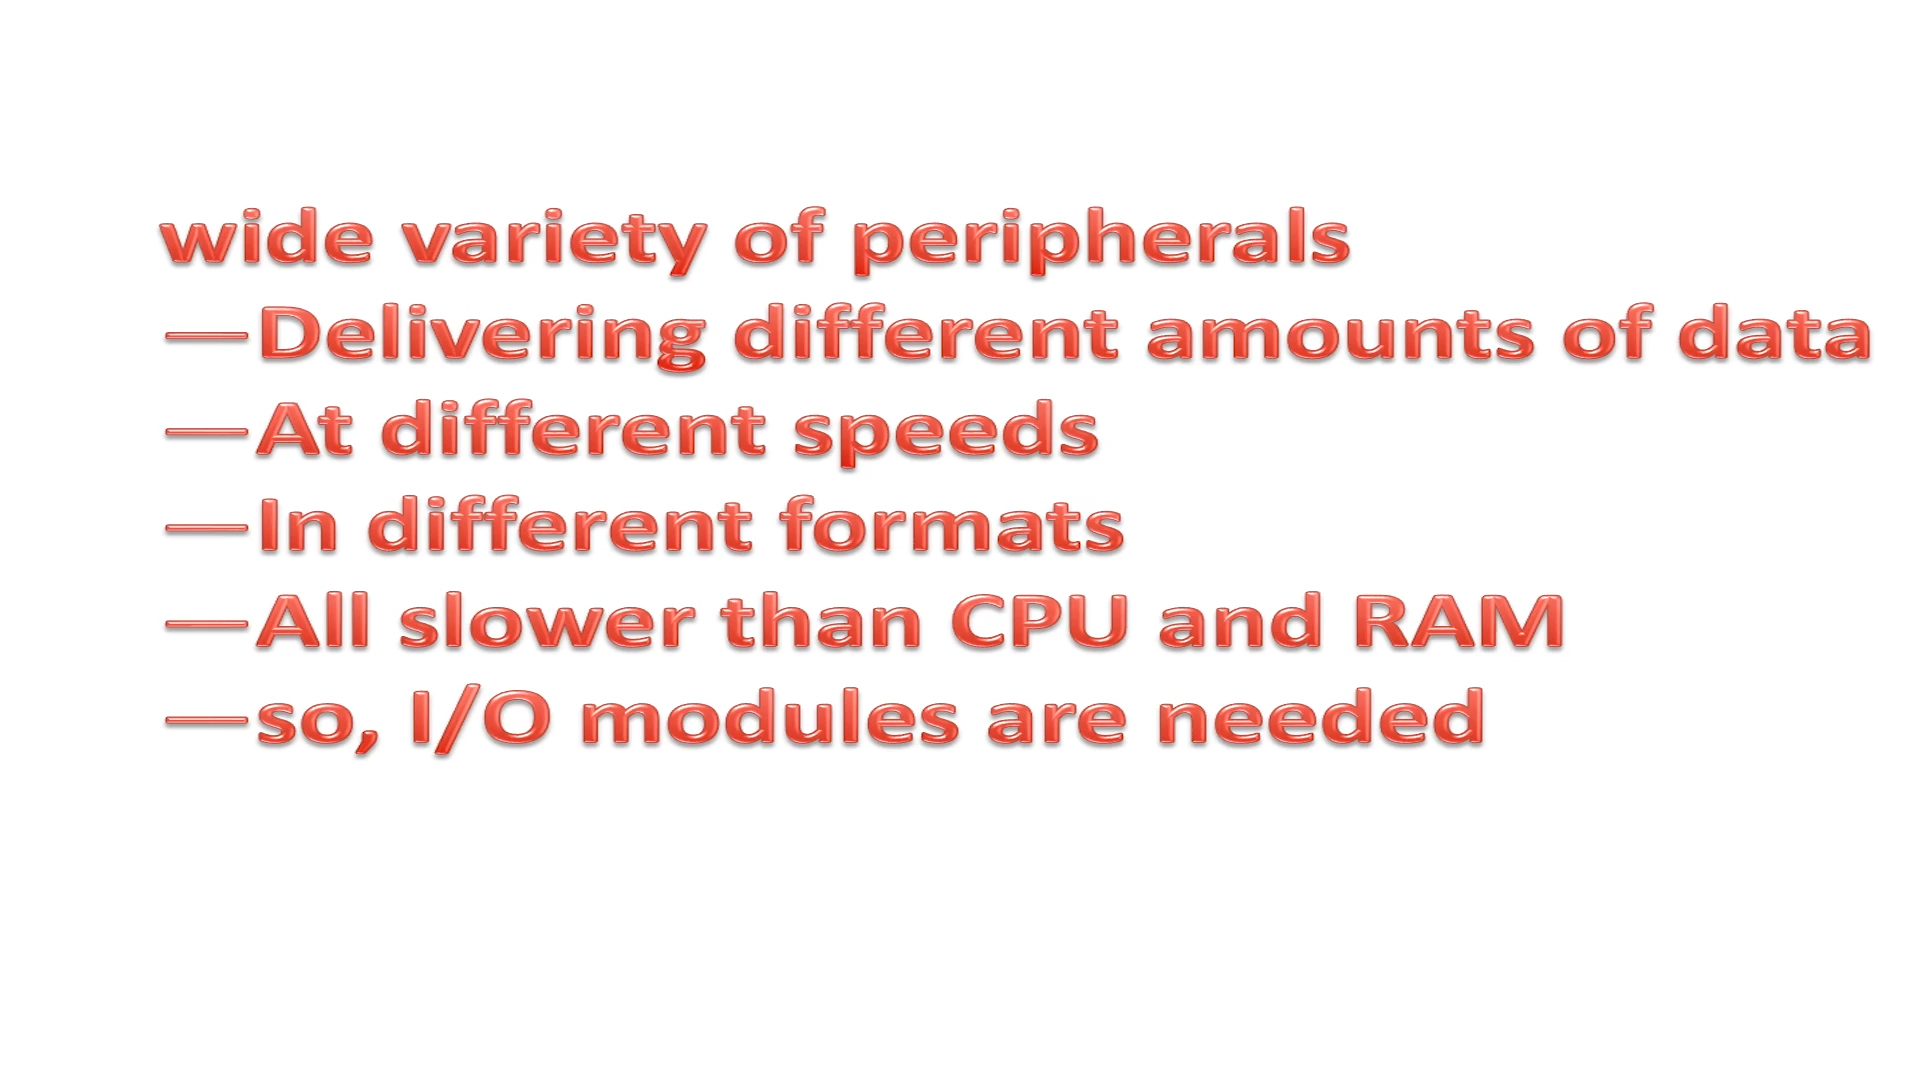 wide variety of peripherals
—Delivering different amounts of data
—At different speeds
—In different formats
—All slower than CPU and RAM
—so, I/O modules are needed